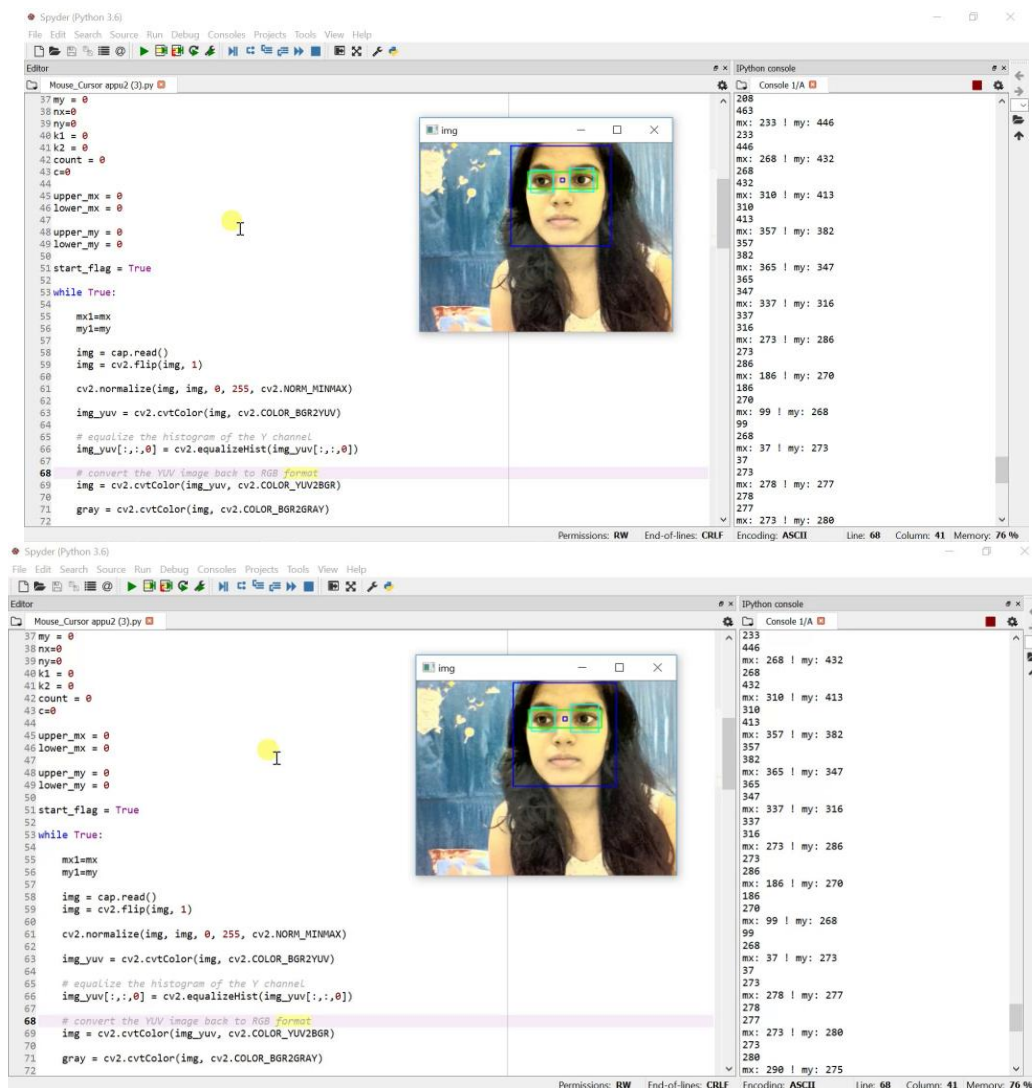 Spyder (Python 3.6)
File Edit Search Source Run Debug Consoles Projects Tools View Help
Editor
Mouse_Cursor appu2 (3).py
37 my = 0
38 nx=0
39 ny=0
40 k1 = 0
41 k2 = 0
42 count = 0
43 c=0
44
45 upper_mx = 0
46 lower_mx = 0
47
48 upper_my = 0
49 lower_my = 0
50
51 start_flag = True
52
53 while True:
54
55 mx1=mx
56 my1=my
57
58 img = cap.read()
59 img = cv2.flip(img, 1)
60
61 cv2.normalize(img, img, 0, 255, cv2.NORM_MINMAX)
62
63 img_yuv = cv2.cvtColor(img, cv2.COLOR_BGR2YUV)
64
65 # equalize the histogram of the Y channel
66 img_yuv[:,:,0] = cv2.equalizeHist(img_yuv[:,:,0])
67
68 # convert the YUV image back to RGB format
69 img = cv2.cvtColor(img_yuv, cv2.COLOR_YUV2BGR)
70
71 gray = cv2.cvtColor(img, cv2.COLOR_BGR2GRAY)
72
img
IPython console
Console 1/A
208
463
mx: 233 ! my: 446
233
446
mx: 268 ! my: 432
268
432
mx: 310 ! my: 413
310
413
mx: 357 ! my: 382
357
382
mx: 365 ! my: 347
365
347
mx: 337 ! my: 316
337
316
mx: 273 ! my: 286
273
286
mx: 186 ! my: 270
186
270
mx: 99 ! my: 268
99
268
mx: 37 ! my: 273
37
273
mx: 278 ! my: 277
278
277
mx: 273 ! my: 280
Permissions: RW End-of-lines: CRLF Encoding: ASCII Line: 68 Column: 41 Memory: 76 %
Spyder (Python 3.6)
File Edit Search Source Run Debug Consoles Projects Tools View Help
Editor
Mouse_Cursor appu2 (3).py
37 my = 0
38 nx=0
39 ny=0
40 k1 = 0
41 k2 = 0
42 count = 0
43 c=0
44
45 upper_mx = 0
46 lower_mx = 0
47
48 upper_my = 0
49 lower_my = 0
50
51 start_flag = True
52
53 while True:
54
55 mx1=mx
56 my1=my
57
58 img = cap.read()
59 img = cv2.flip(img, 1)
60
61 cv2.normalize(img, img, 0, 255, cv2.NORM_MINMAX)
62
63 img_yuv = cv2.cvtColor(img, cv2.COLOR_BGR2YUV)
64
65 # equalize the histogram of the Y channel
66 img_yuv[:,:,0] = cv2.equalizeHist(img_yuv[:,:,0])
67
68 # convert the YUV image back to RGB format
69 img = cv2.cvtColor(img_yuv, cv2.COLOR_YUV2BGR)
70
71 gray = cv2.cvtColor(img, cv2.COLOR_BGR2GRAY)
72
img
IPython console
Console 1/A
233
446
mx: 268 ! my: 432
268
432
mx: 310 ! my: 413
310
413
mx: 357 ! my: 382
357
382
mx: 365 ! my: 347
365
347
mx: 337 ! my: 316
337
316
mx: 273 ! my: 286
273
286
mx: 186 ! my: 270
186
270
mx: 99 ! my: 268
99
268
mx: 37 ! my: 273
37
273
mx: 278 ! my: 277
278
277
mx: 273 ! my: 280
273
280
mx: 290 ! my: 275
Permissions: RW End-of-lines: CRLF Encoding: ASCII Line: 68 Column: 41 Memory: 76 %